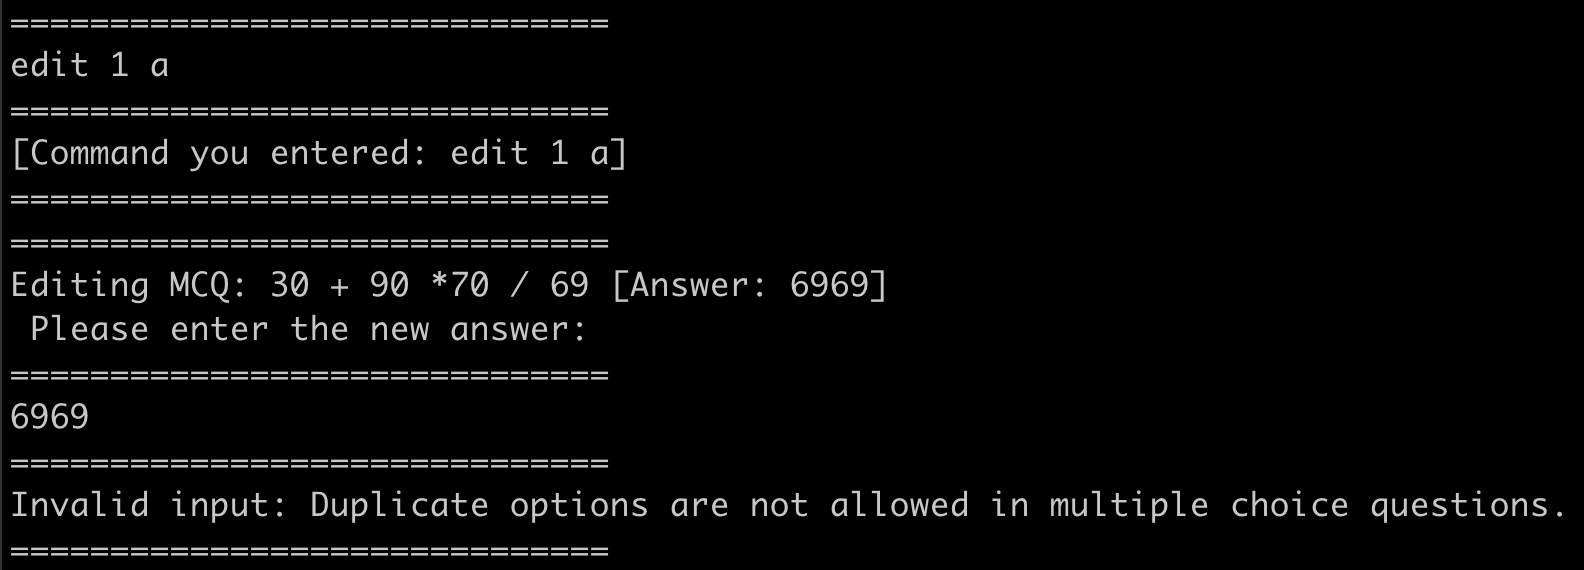 ==============================
edit 1 a
==============================
[Command you entered: edit 1 a]
==============================
==============================
Editing MCQ: 30 + 90 *70 / 69 [Answer: 6969]
 Please enter the new answer:
==============================
6969
==============================
Invalid input: Duplicate options are not allowed in multiple choice questions.
==============================